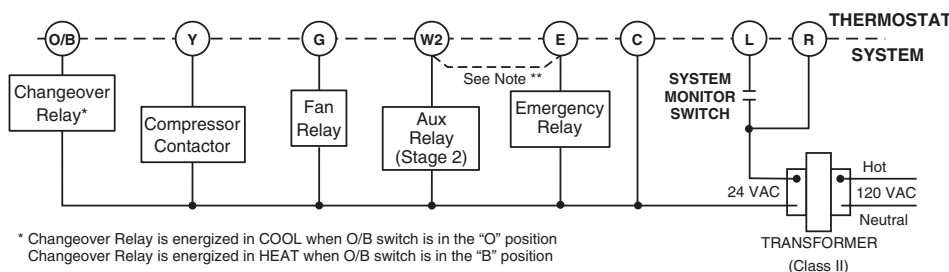 THERMOSTAT
O/B Y G W2 E C L R
SYSTEM
See Note **
Changeover
Relay*
Compressor
Contactor
Fan
Relay
Aux
Relay
(Stage 2)
Emergency
Relay
SYSTEM
MONITOR
SWITCH
Hot
24 VAC
120 VAC
Neutral
TRANSFORMER
(Class II)
* Changeover Relay is energized in COOL when O/B switch is in the "O" position
Changeover Relay is energized in HEAT when O/B switch is in the "B" position